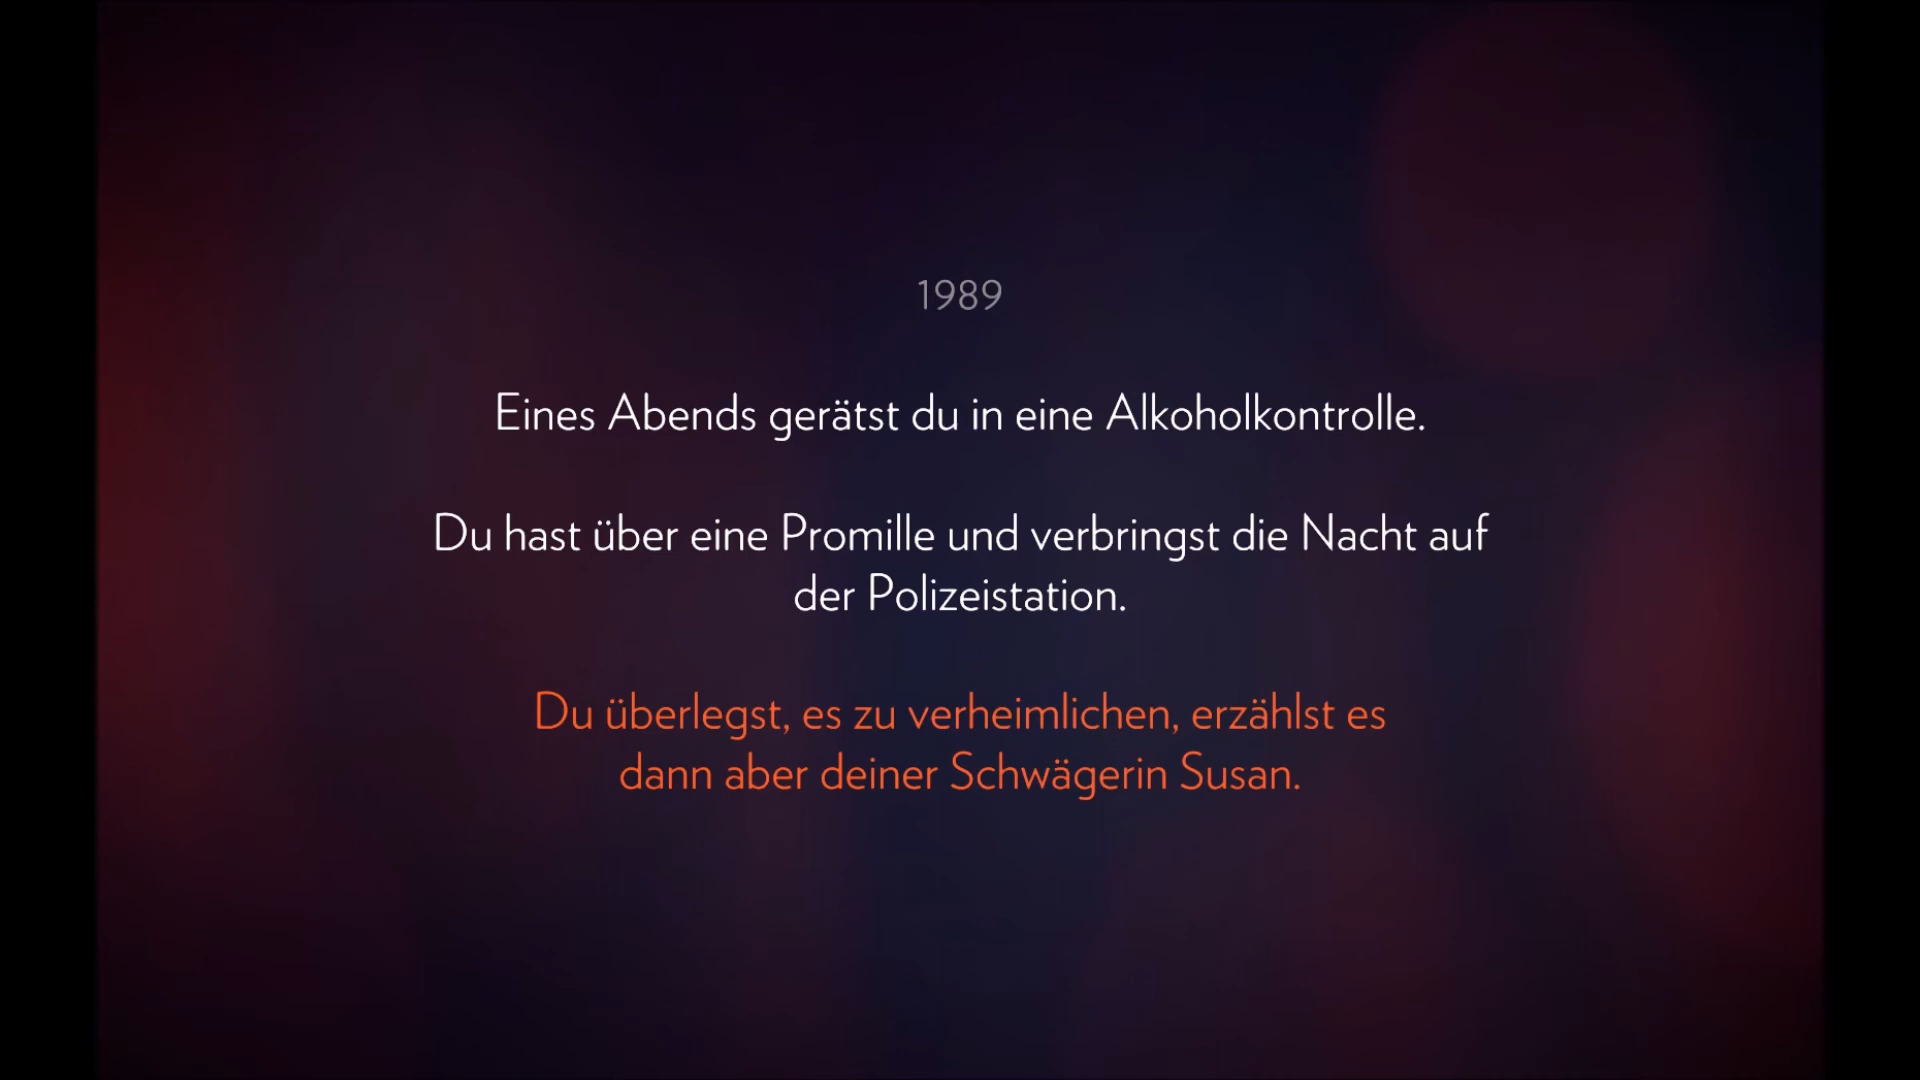 1989
Eines Abends gerätst du in eine Alkoholkontrolle.
Du hast über eine Promille und verbringst die Nacht auf
der Polizeistation.
Du überlegst, es zu verheimlichen, erzählst es
dann aber deiner Schwägerin Susan.